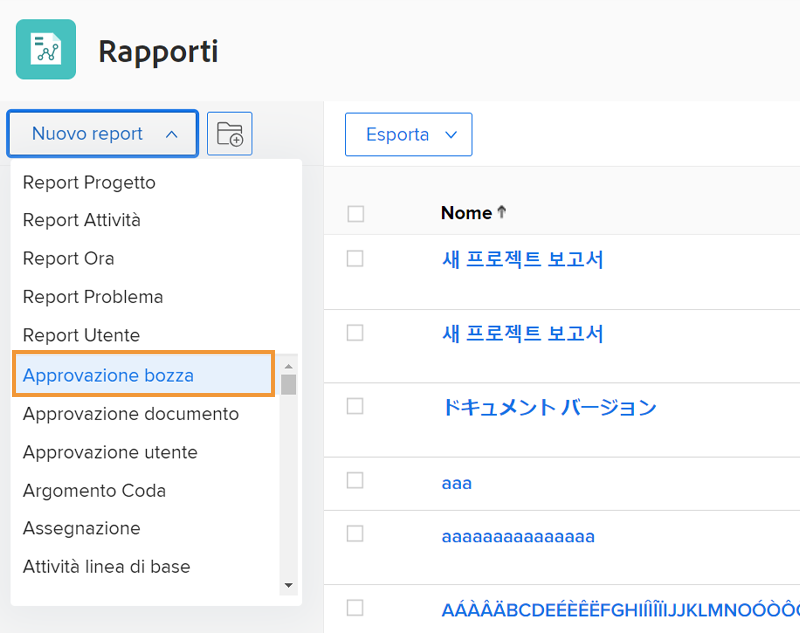 Rapporti
Nuovo report
Esporta
Report Progetto
Report Attività
Report Ora
Report Problema
Report Utente
Approvazione bozza
Approvazione documento
Approvazione utente
Argomento Coda
Assegnazione
Attività linea di base
Nome
새 프로젝트 보고서
새 프로젝트 보고서
ドキュメント バージョン
aaa
aaaaaaaaaaaaaaa